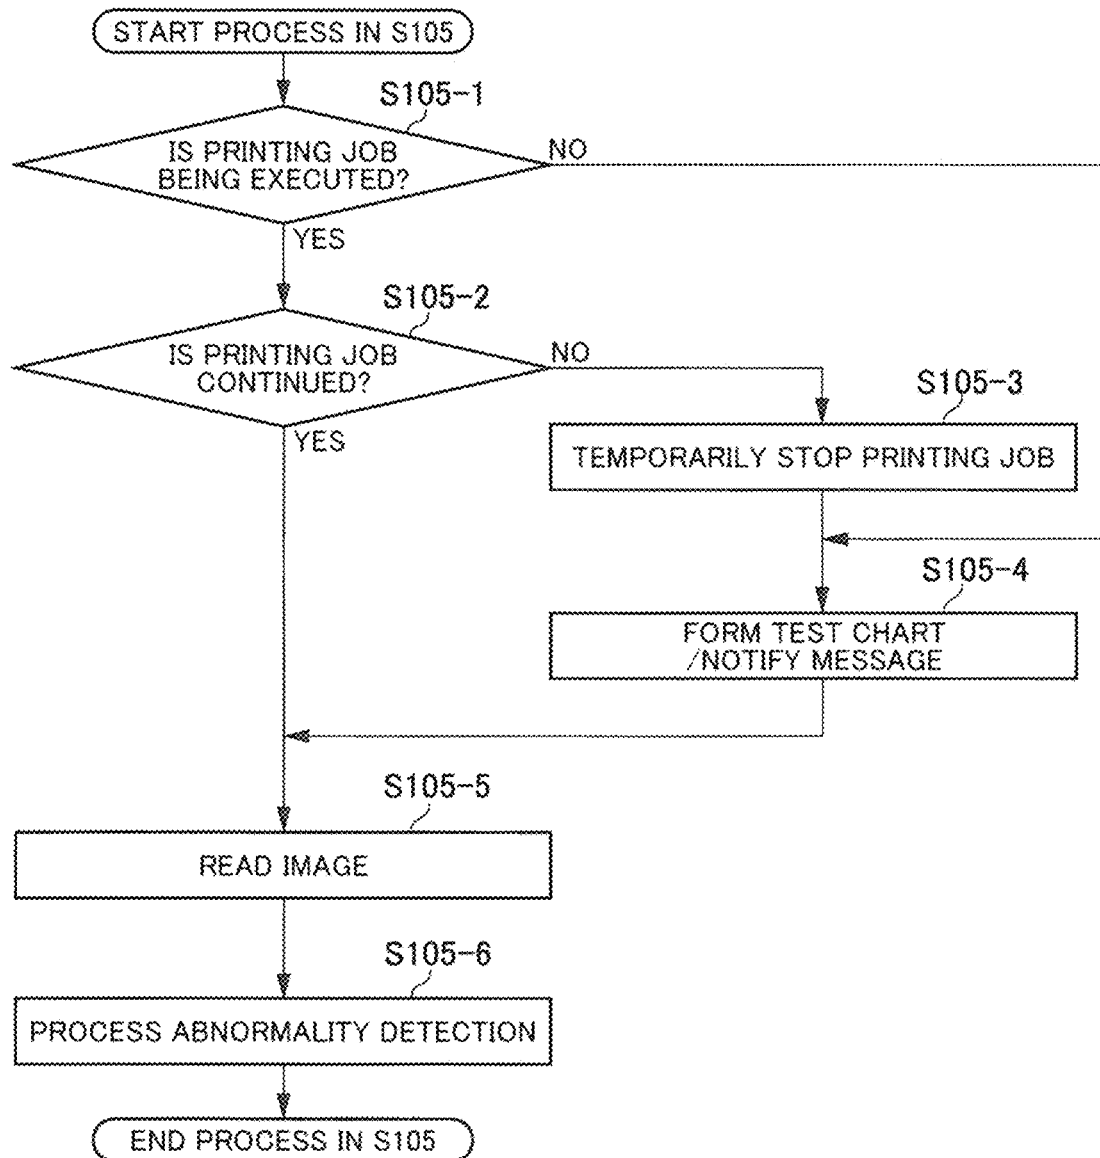 START PROCESS IN S105
S105-1
IS PRINTING JOB
BEING EXECUTED?
NO
YES
S105-2
IS PRINTING JOB
CONTINUED?
NO
YES
S105-3
TEMPORARILY STOP PRINTING JOB
S105-4
FORM TEST CHART
/NOTIFY MESSAGE
S105-5
READ IMAGE
S105-6
PROCESS ABNORMALITY DETECTION
END PROCESS IN S105